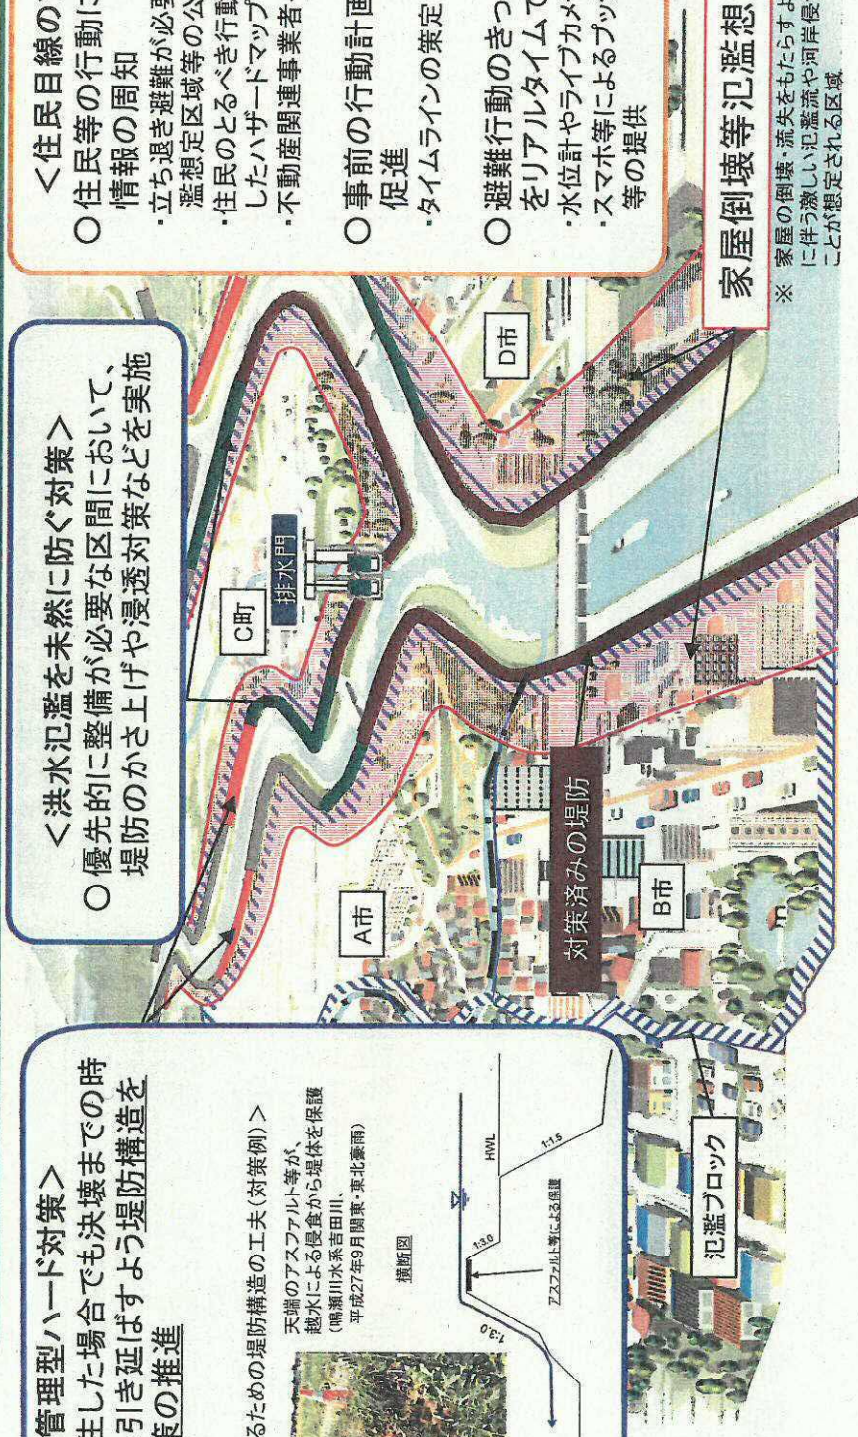 管理型ハード対策>
生した場合でも決壊までの時
引き延ばすよう堤防構造を
策の推進
るための堤防構造の工夫(対策例)>
天端のアスファルト等が、
越水による侵食から堤体を保護
(鳴瀬川水系吉田川、
平成27年9月関東・東北豪雨)
横断図
HWL
1:3.0
1:3.0
1:1.5
アスファルト等による保護
<洪水氾濫を未然に防ぐ対策>
○優先的に整備が必要な区間において、
堤防のかさ上げや浸透対策などを実施
<住民目線の
○住民等の行動に
情報の周知
・立ち退き避難が必要
濫想定区域等の公
・住民のとるべき行動
したハザードマップ
・不動産関連事業者
○事前の行動計画
促進
・タイムラインの策定
○避難行動のきっ
をリアルタイムで
・水位計やライブカメ
・スマホ等によるプッ
等の提供
家屋倒壊等氾濫想
※ 家屋の倒壊・流失をもたらすよ
に伴う激しい氾濫流や河岸侵
ことが想定される区域
A市
B市
C町
D市
排水門
対策済みの堤防
氾濫ブロック